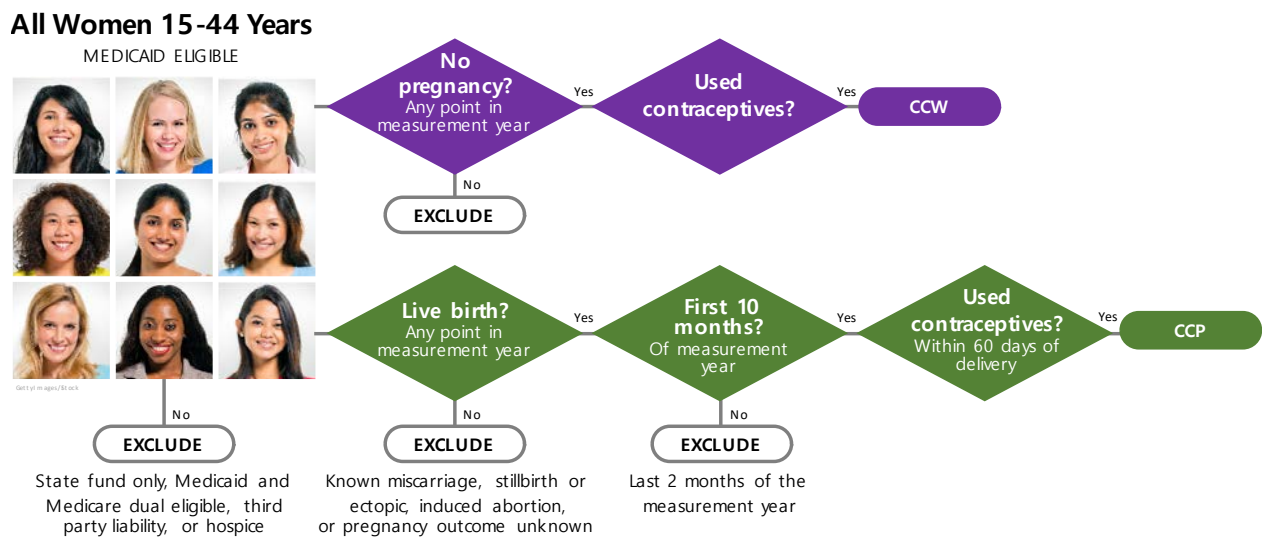 All Women 15-44 Years
MEDICAID ELIGIBLE
No
pregnancy?
Any point in
measurement year
Yes
Used
contraceptives?
Yes
CCW
No
EXCLUDE
Live birth?
Any point in
measurement year
Yes
First 10
months?
Of measurement
year
Yes
Used
contraceptives?
Within 60 days of
delivery
Yes
CCP
GettyImages/iStock
No
EXCLUDE
State fund only, Medicaid and
Medicare dual eligible, third
party liability, or hospice
No
EXCLUDE
Known miscarriage, stillbirth or
ectopic, induced abortion,
or pregnancy outcome unknown
No
EXCLUDE
Last 2 months of the
measurement year